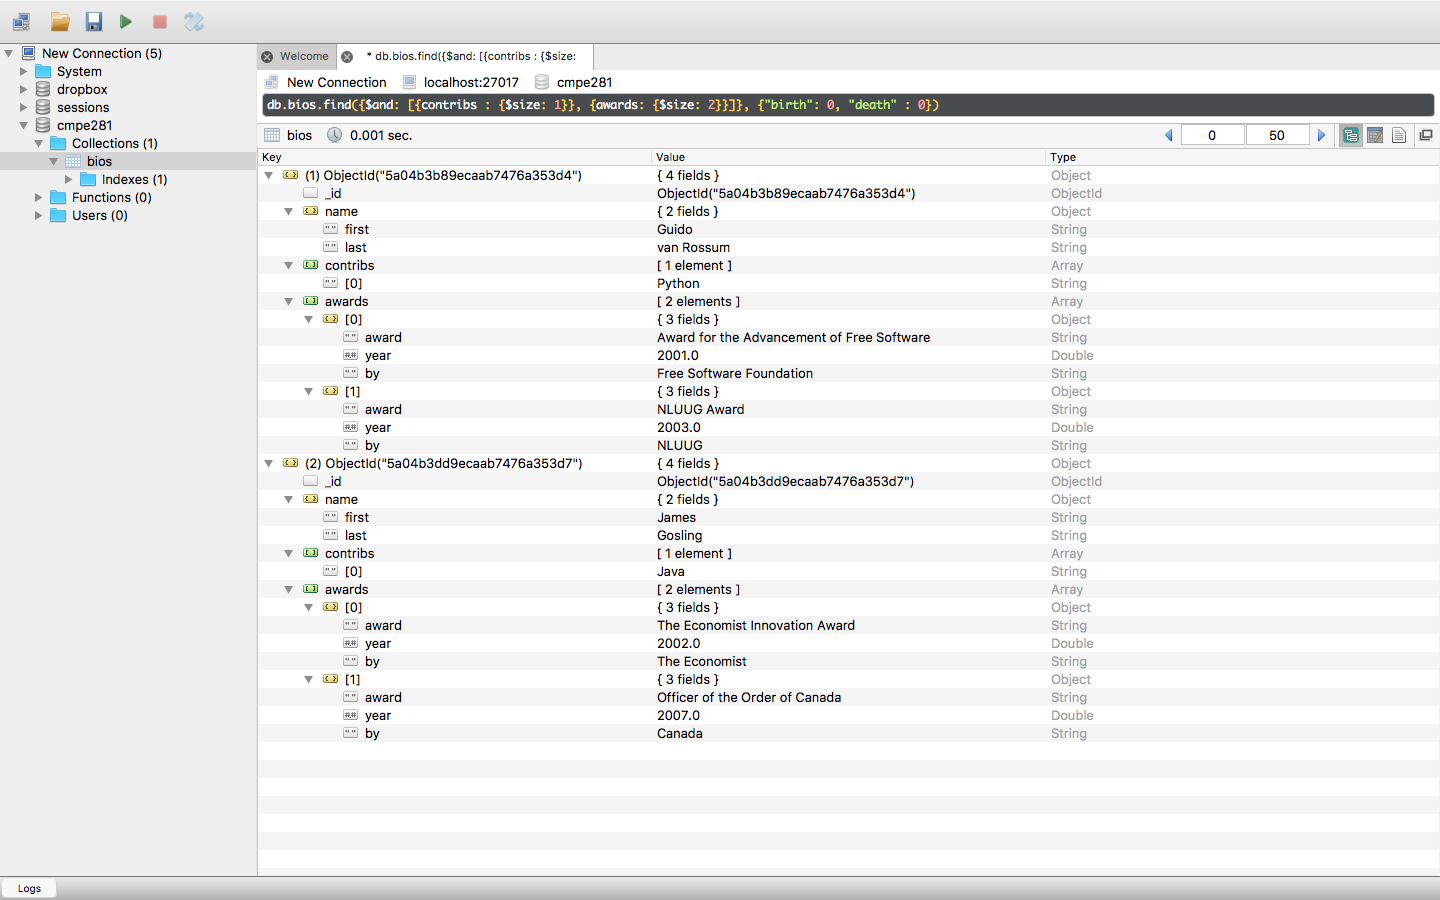 New Connection (5)
System
dropbox
sessions
cmpe281
Collections (1)
bios
Indexes (1)
Functions (0)
Users (0)
Welcome
* db.bios.find({$and: [{contribs : {$size:
New Connection localhost:27017 cmpe281
db.bios.find({$and: [{contribs : {$size: 1}}, {awards: {$size: 2}}]}, {"birth": 0, "death" : 0})
bios 0.001 sec. 0 50
Key Value Type
(1) ObjectId("5a04b3b89ecaab7476a353d4") { 4 fields } Object
_id ObjectId("5a04b3b89ecaab7476a353d4") ObjectId
name { 2 fields } Object
first Guido String
last van Rossum String
contribs [ 1 element ] Array
[0] Python String
awards [ 2 elements ] Array
[0] { 3 fields } Object
award Award for the Advancement of Free Software String
year 2001.0 Double
by Free Software Foundation String
[1] { 3 fields } Object
award NLUUG Award String
year 2003.0 Double
by NLUUG String
(2) ObjectId("5a04b3dd9ecaab7476a353d7") { 4 fields } Object
_id ObjectId("5a04b3dd9ecaab7476a353d7") ObjectId
name { 2 fields } Object
first James String
last Gosling String
contribs [ 1 element ] Array
[0] Java String
awards [ 2 elements ] Array
[0] { 3 fields } Object
award The Economist Innovation Award String
year 2002.0 Double
by The Economist String
[1] { 3 fields } Object
award Officer of the Order of Canada String
year 2007.0 Double
by Canada String
Logs